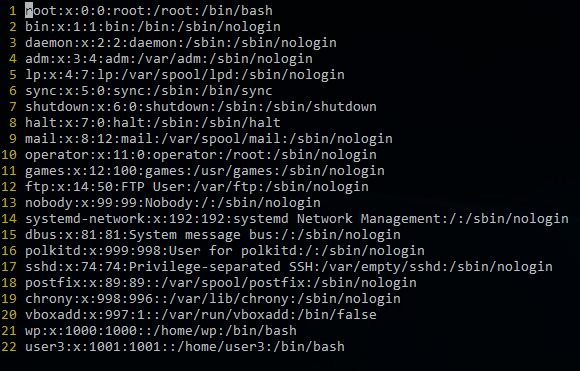 1 root:x:0:0:root:/root:/bin/bash
2 bin:x:1:1:bin:/bin:/sbin/nologin
3 daemon:x:2:2:daemon:/sbin:/sbin/nologin
4 adm:x:3:4:adm:/var/adm:/sbin/nologin
5 lp:x:4:7:lp:/var/spool/lpd:/sbin/nologin
6 sync:x:5:0:sync:/sbin:/bin/sync
7 shutdown:x:6:0:shutdown:/sbin:/sbin/shutdown
8 halt:x:7:0:halt:/sbin:/sbin/halt
9 mail:x:8:12:mail:/var/spool/mail:/sbin/nologin
10 operator:x:11:0:operator:/root:/sbin/nologin
11 games:x:12:100:games:/usr/games:/sbin/nologin
12 ftp:x:14:50:FTP User:/var/ftp:/sbin/nologin
13 nobody:x:99:99:Nobody:/:/sbin/nologin
14 systemd-network:x:192:192:systemd Network Management:/:/sbin/nologin
15 dbus:x:81:81:System message bus:/:/sbin/nologin
16 polkitd:x:999:998:User for polkitd:/:/sbin/nologin
17 sshd:x:74:74:Privilege-separated SSH:/var/empty/sshd:/sbin/nologin
18 postfix:x:89:89::/var/spool/postfix:/sbin/nologin
19 chrony:x:998:996::/var/lib/chrony:/sbin/nologin
20 vboxadd:x:997:1::/var/run/vboxadd:/bin/false
21 wp:x:1000:1000::/home/wp:/bin/bash
22 user3:x:1001:1001::/home/user3:/bin/bash